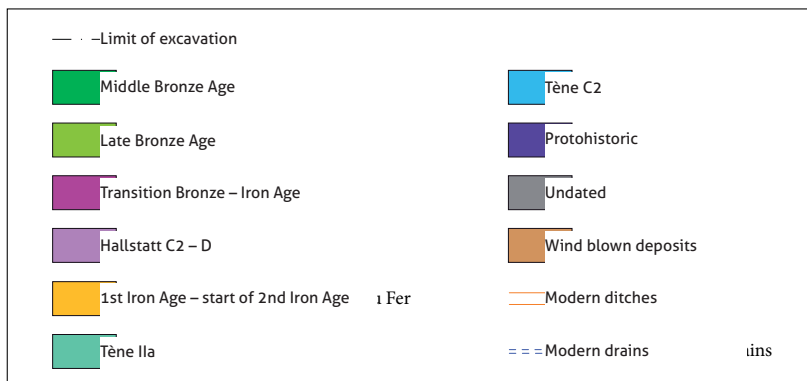 Limit of excavation
Middle Bronze Age
Late Bronze Age
Transition Bronze – Iron Age
Hallstatt C2 – D
1st Iron Age – start of 2nd Iron Age ı Fer
Tène IIa
Tène C2
Protohistoric
Undated
Wind blown deposits
Modern ditches
Modern drains ıins